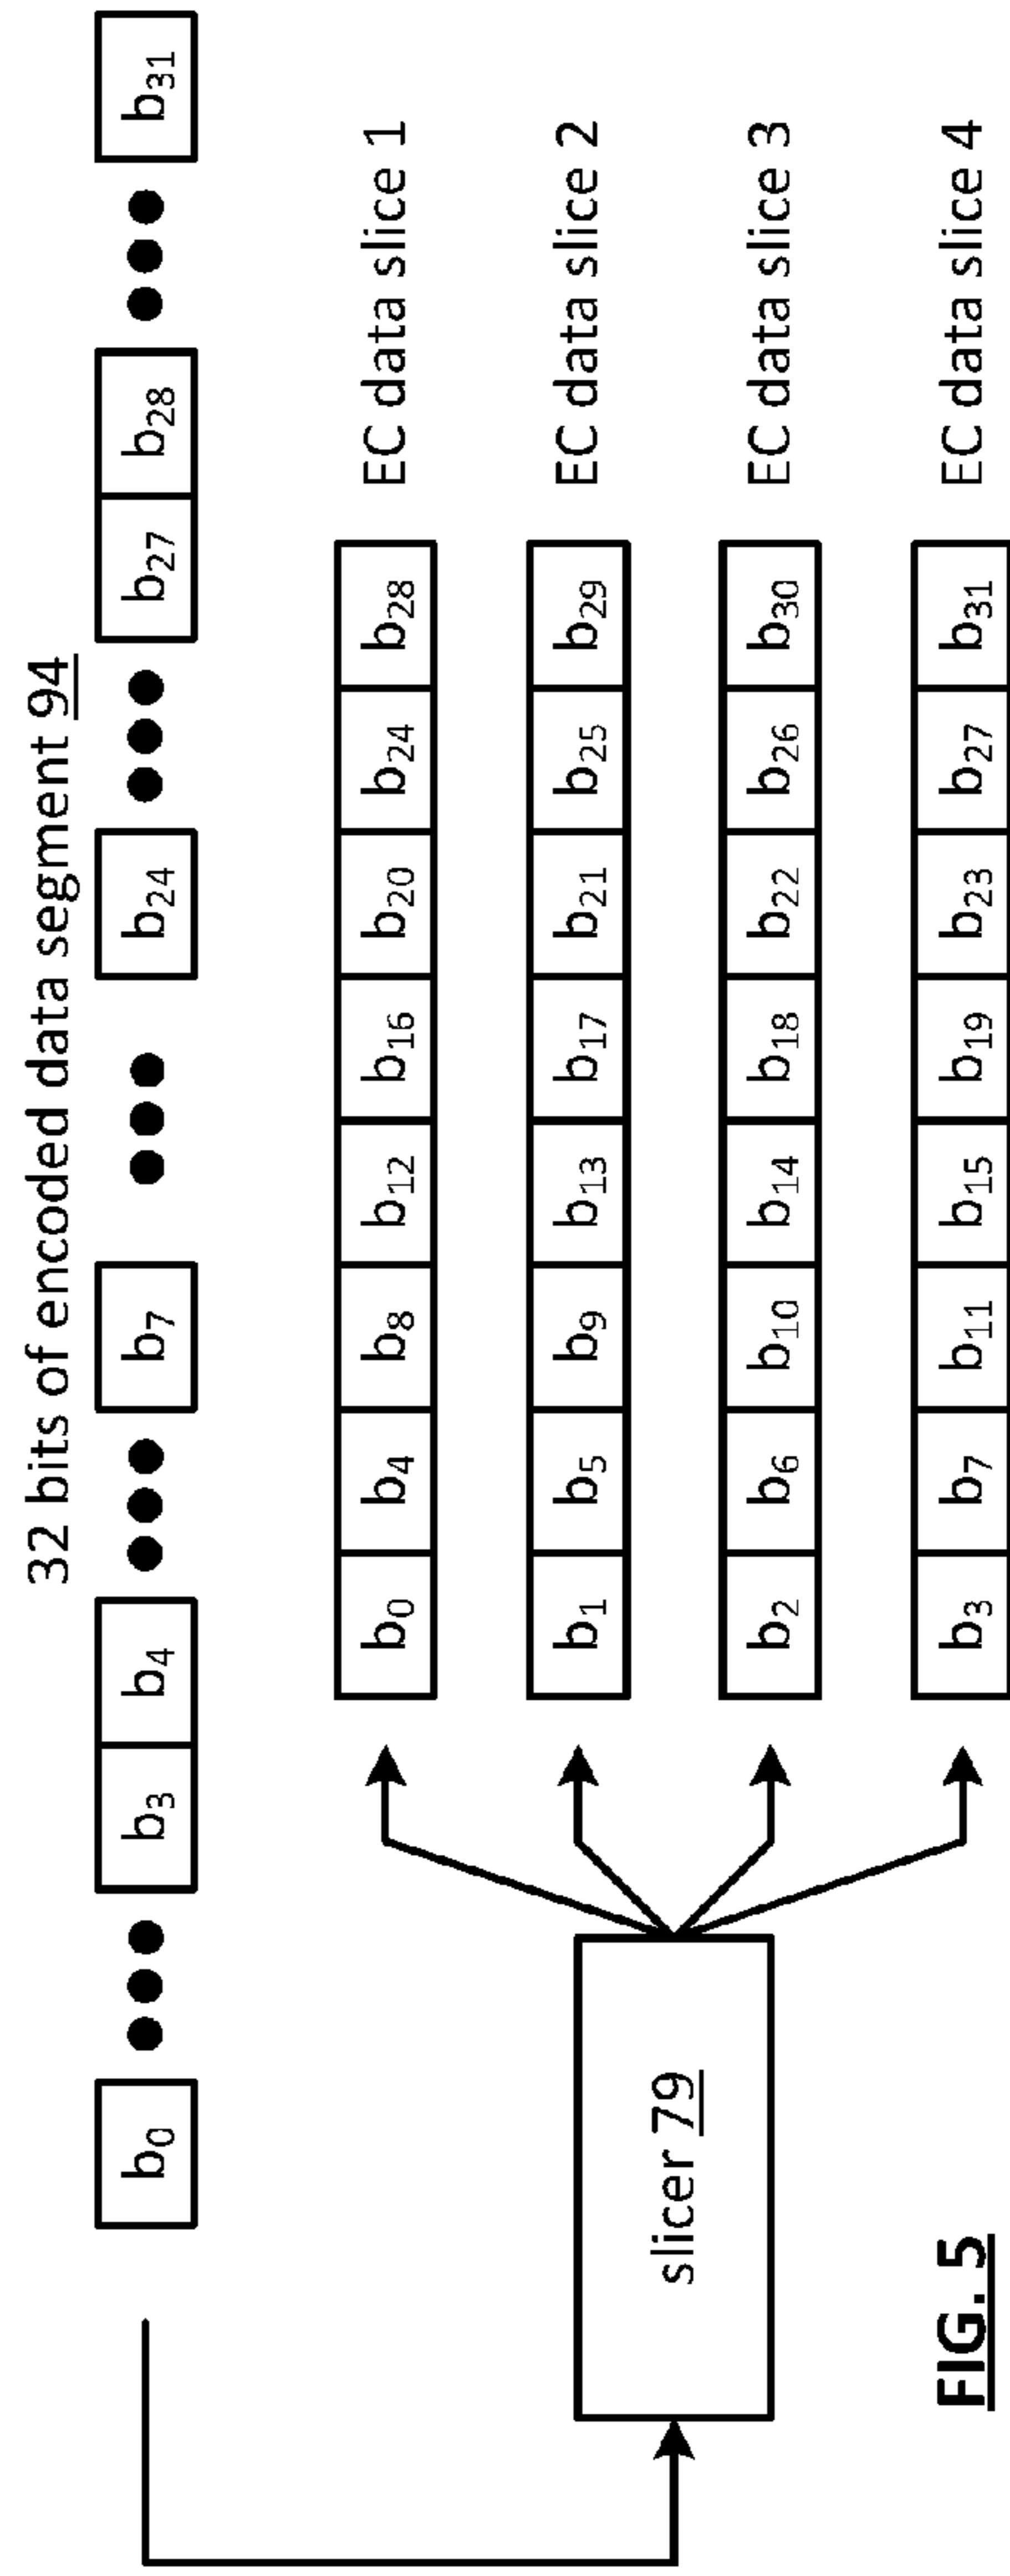 32 bits of encoded data segment 94
b0 b3 b4 b7 b24 b27 b28 b31
b0 b4 b8 b12 b16 b20 b24 b28 EC data slice 1
b1 b5 b9 b13 b17 b21 b25 b29 EC data slice 2
slicer 79
b2 b6 b10 b14 b18 b22 b26 b30 EC data slice 3
b3 b7 b11 b15 b19 b23 b27 b31 EC data slice 4
FIG. 5